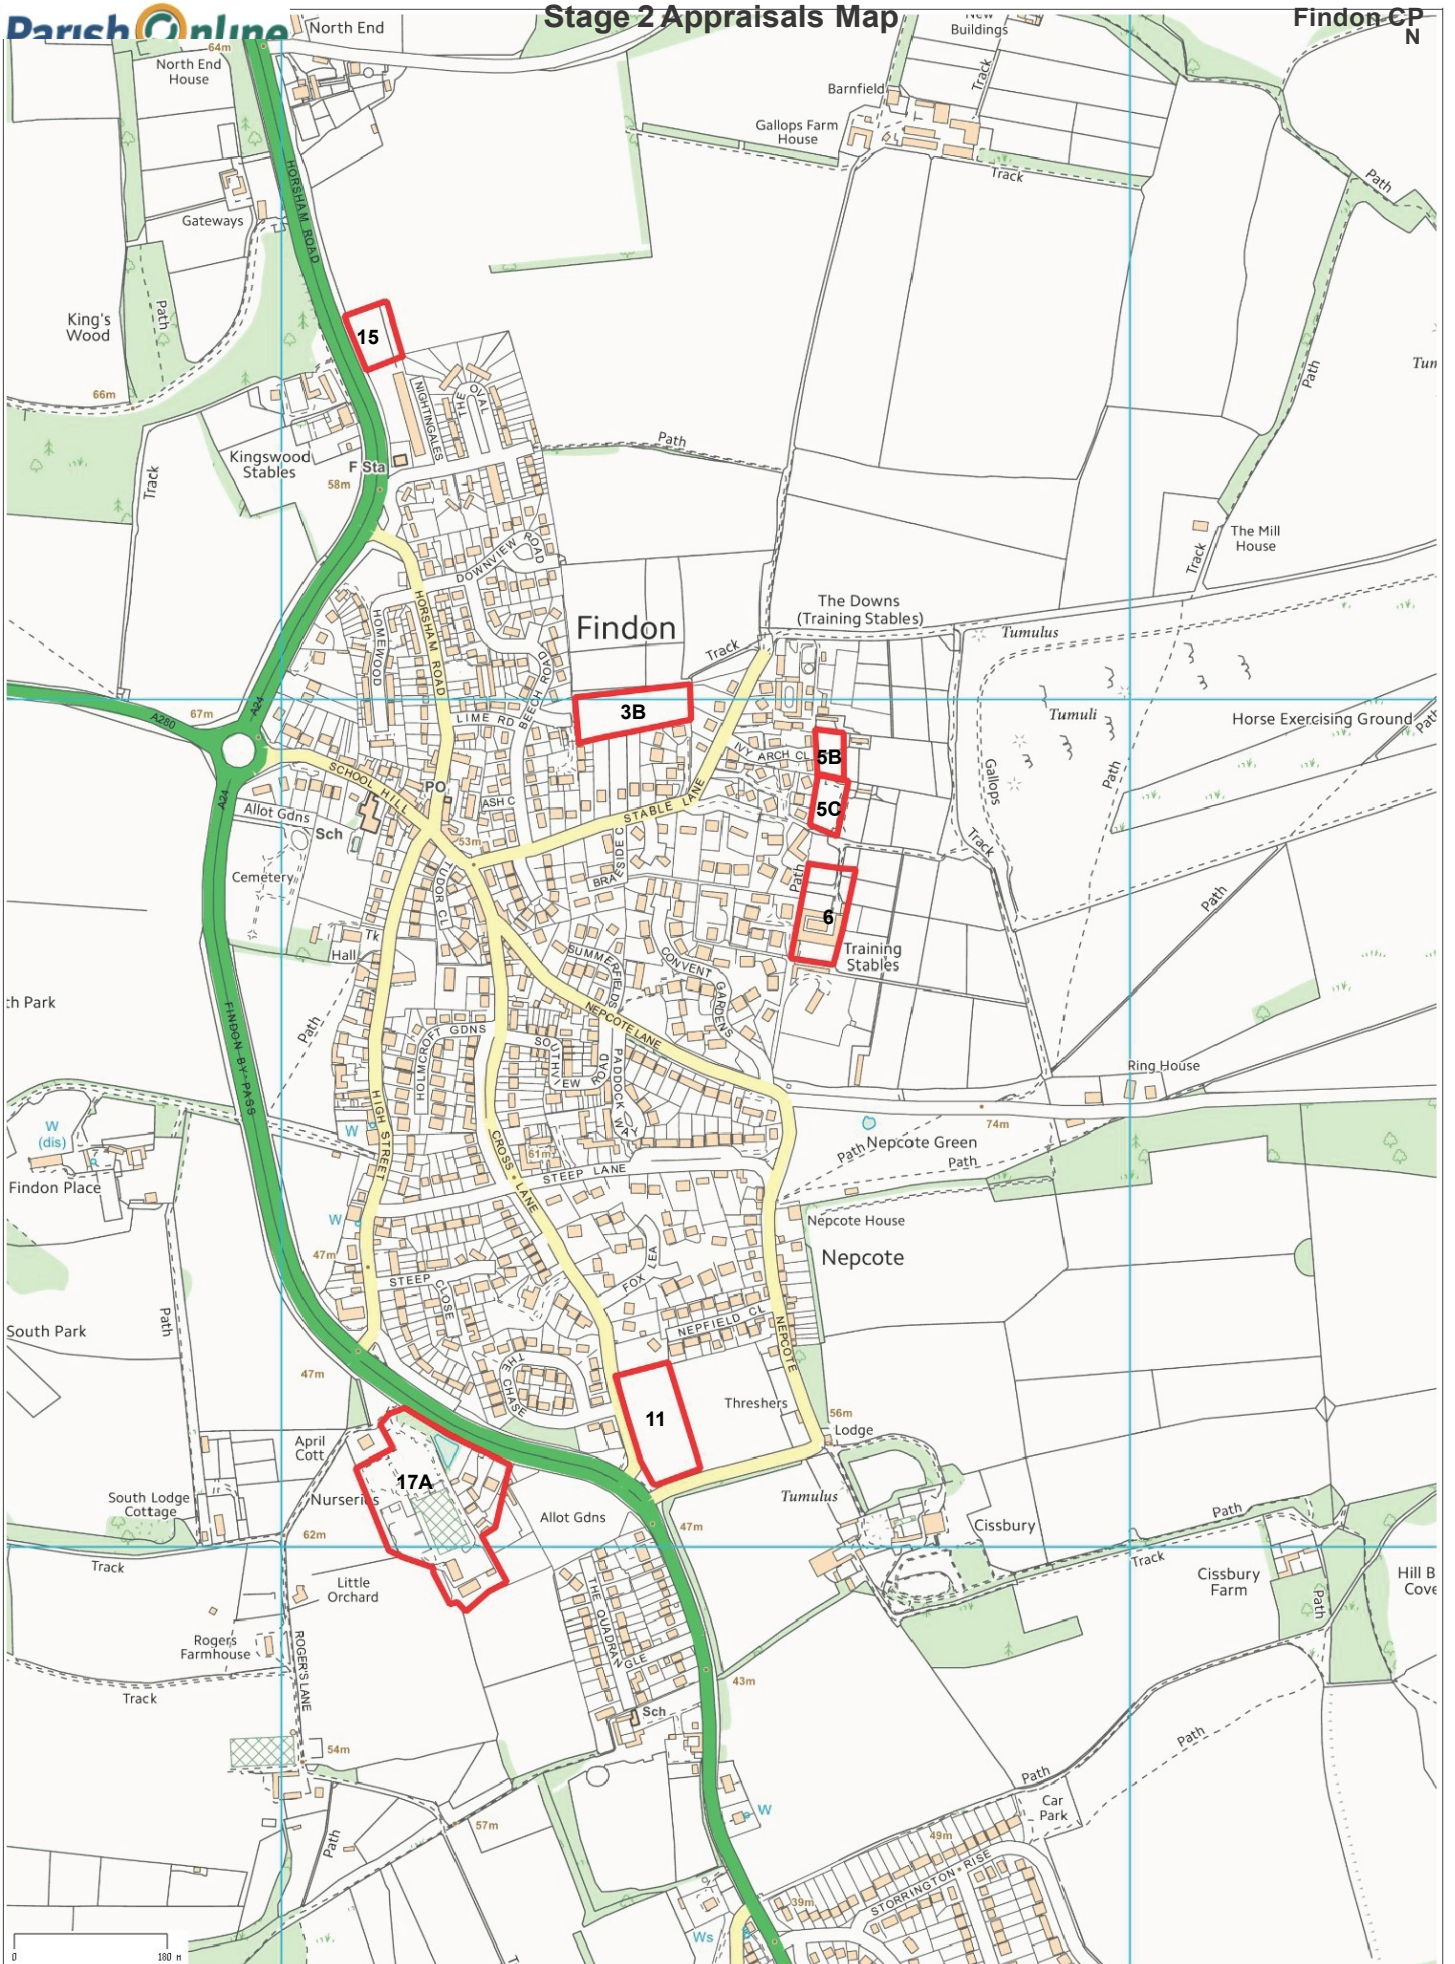 Parish Online
Stage 2 Appraisals Map
Findon CP
N
North End
64m
North End
House
New
Buildings
Track
Barnfield
Gallops Farm
House
Track
Path
HORSHAM ROAD
Gateways
King's
Wood
Path
15
Path
Tun
66m
NIGHTINGALES
THE OVAL
Path
Kingswood
Stables
F Sta
58m
Track
The Mill
House
Track
DOWNVIEW ROAD
HORSHAM ROAD
HOMEWOOD
Findon
The Downs
(Training Stables)
Tumulus
Track
BEECH ROAD
LIME RD
3B
A280
67m
A24
Tumuli
Horse Exercising Ground
Path
IVY ARCH CL
5B
5C
Gallops
Path
SCHOOL HILL
PO
ASH C
STABLE LANE
A24
Allot Gdns
Sch
53m
Track
Cemetery
TUDOR CL
BRAESIDE C
Path
6
Path
Tk
Hall
SUMMERFIELDS
CONVENT GARDENS
Training
Stables
th Park
FINDON BY-PASS
Path
HOLMCROFT GDNS
NEPCOTE LANE
SOUTHVIEW ROAD
PADDOCK WAY
Ring House
HIGH STREET
W
(dis)
W
74m
Nepcote Green
Path
Path
Findon Place
CROSS LANE
61m
STEEP LANE
W
Nepcote House
Nepcote
47m
FOX LEA
STEEP CLOSE
NEPFIELD CL
NEPCOTE
South Park
Path
47m
THE CHASE
11
Threshers
56m
Lodge
April
Cott
17A
Nurseries
South Lodge
Cottage
Allot Gdns
Tumulus
47m
62m
Cissbury
Path
Track
Track
Little
Orchard
THE QUADRANGLE
Cissbury
Farm
Path
Hill B
Cove
Rogers
Farmhouse
ROGER'S LANE
Track
43m
Sch
54m
Path
Path
Car
Park
W
57m
Path
49m
STORRINGTON RISE
39m
Ws
T
0
180 M